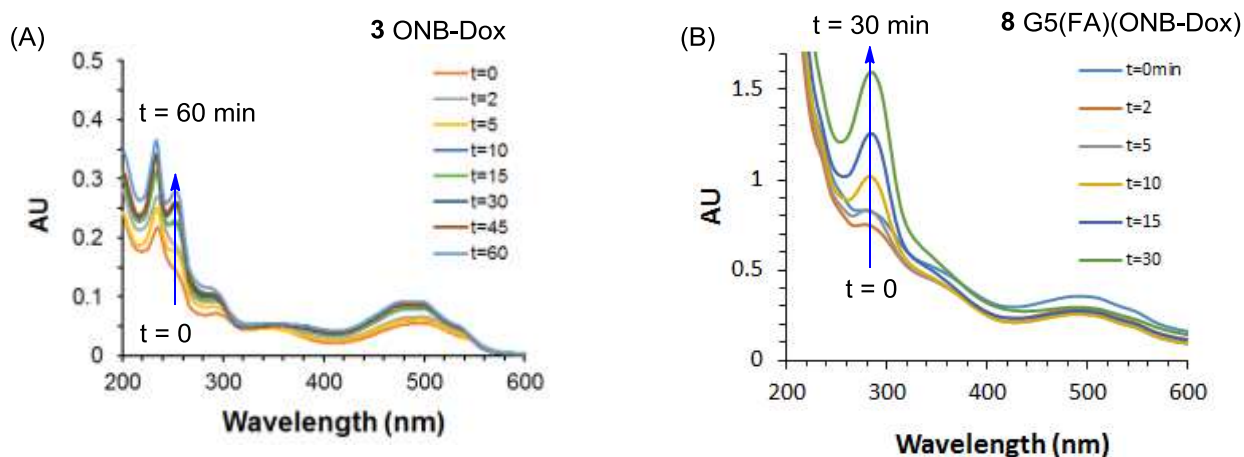 (A)
3 ONB-Dox
AU
0.5
0.4
0.3
0.2
0.1
0
t = 60 min
t = 0
t=0
t=2
t=5
t=10
t=15
t=30
t=45
t=60
200 300 400 500 600
Wavelength (nm)
(B)
t = 30 min
8 G5(FA)(ONB-Dox)
AU
1.5
1
0.5
0
t = 0
t=0min
t=2
t=5
t=10
t=15
t=30
200 300 400 500 600
Wavelength (nm)